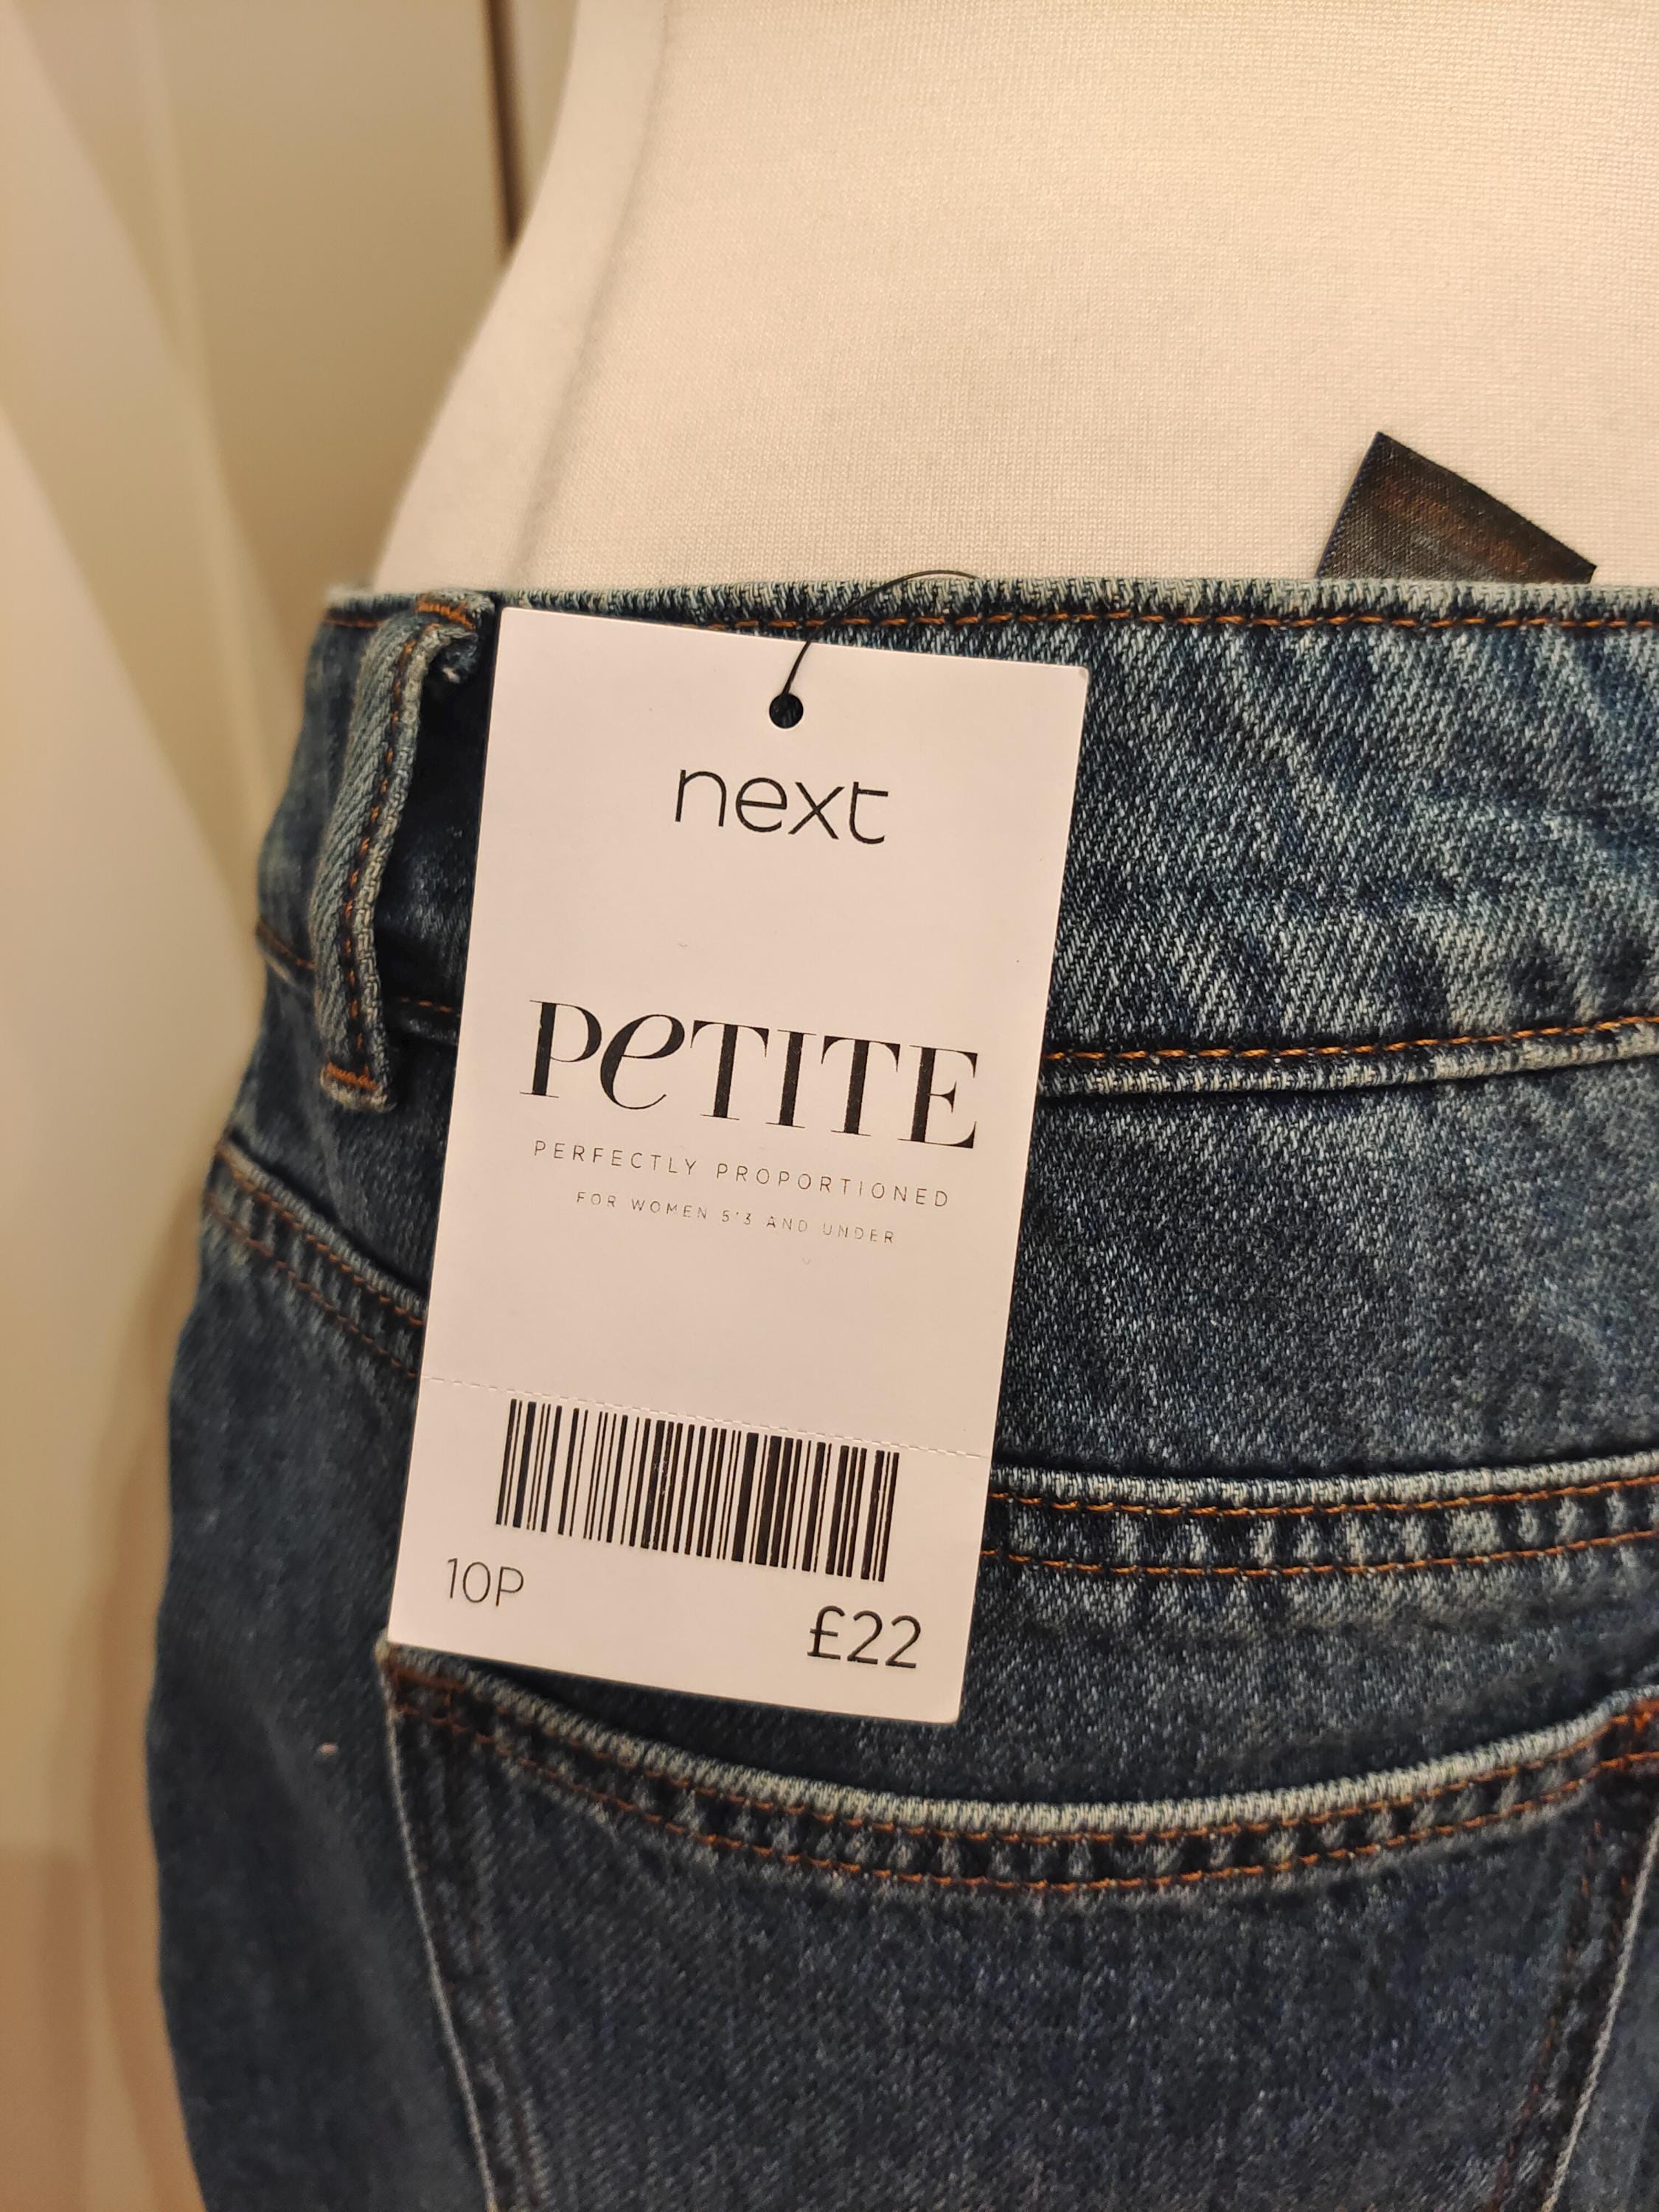 next
PeTITE
PERFECTLY PROPORTIONED
FOR WOMEN 5'3 AND UNDER
10P
£22